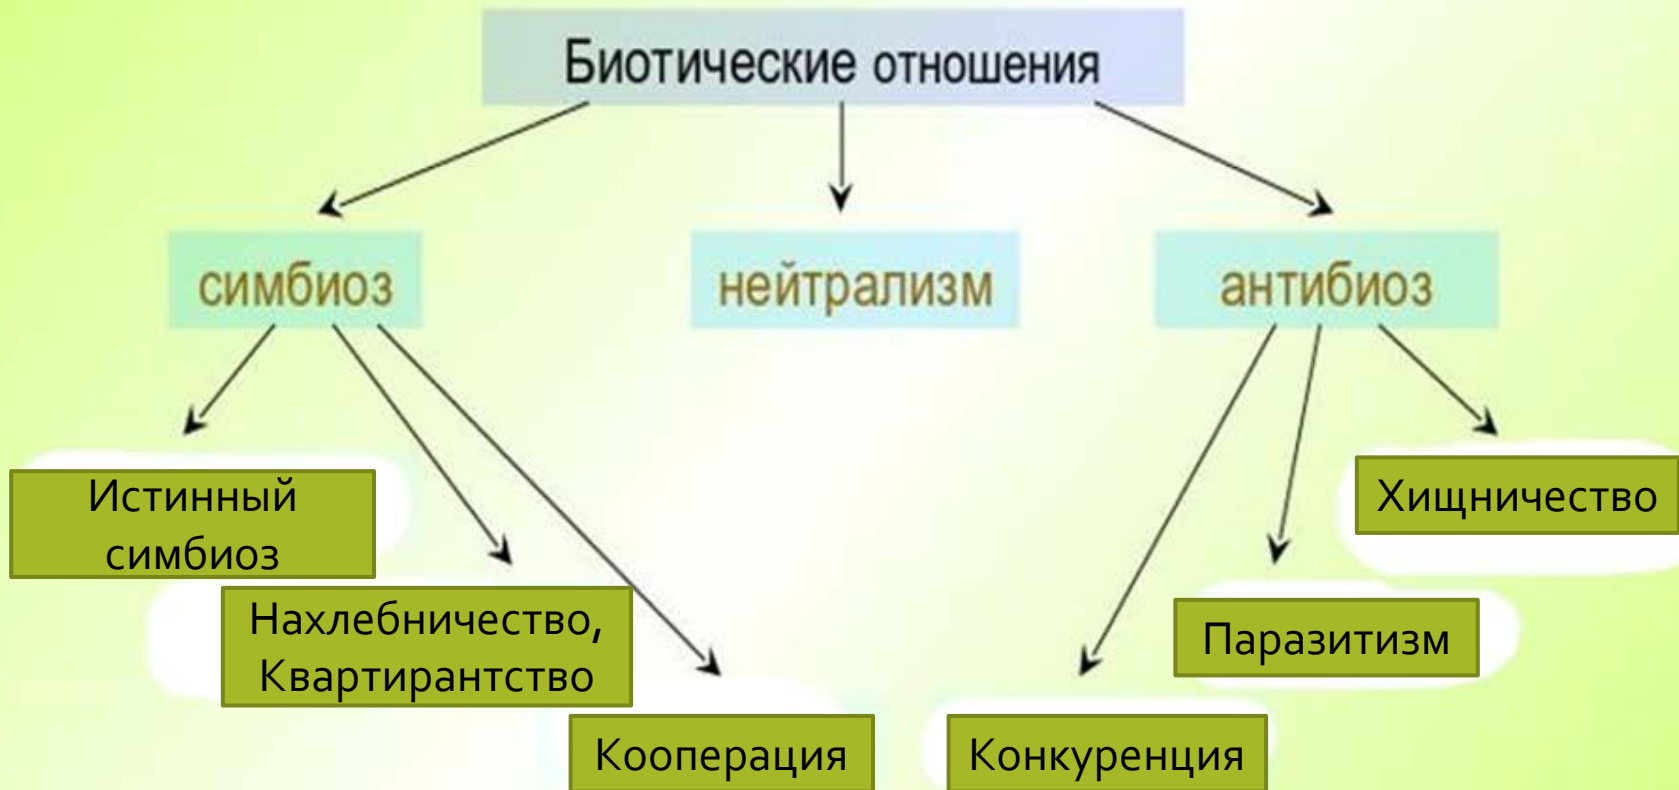 Биотические отношения
симбиоз
нейтрализм
антибиоз
Истинный
симбиоз
Нахлебничество,
Квартирантство
Кооперация
Конкуренция
Паразитизм
Хищничество